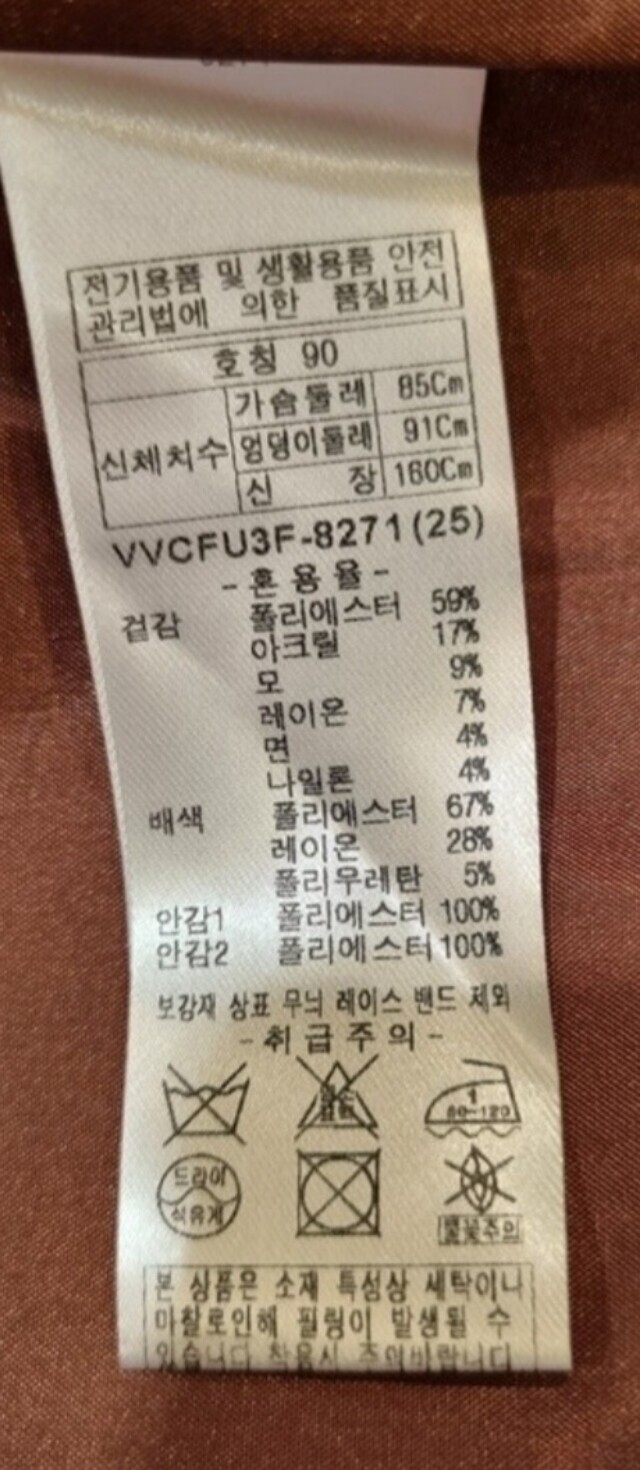 전기용품 및 생활용품 안전
관리법에 의한 품질표시
호칭 90
신체치수 가슴둘레 85Cm
엉덩이둘레 91Cm
신 장 160Cm
VVCFU3F-8271(25)
-혼용율-
겉감 폴리에스터 59%
아크릴 17%
모 9%
레이온 7%
면 4%
나일론 4%
배색 폴리에스터 67%
레이온 28%
폴리우레탄 5%
안감1 폴리에스터 100%
안감2 폴리에스터 100%
보강재 상표 무늬 레이스 밴드 제외
-취급주의-
1
80~120
드라이
석유계
불꽃주의
본 상품은 소재 특성상 세탁이나
마찰로인해 필링이 발생될 수
있습니다 착용시 주의바랍니다